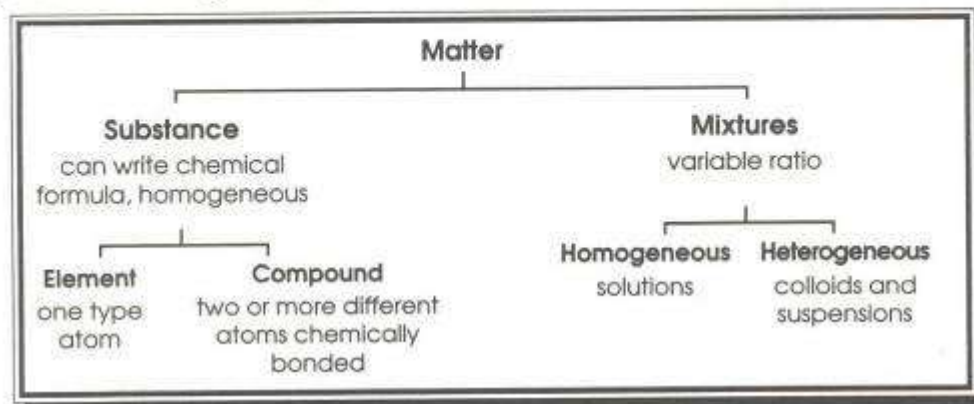 Matter
Substance
can write chemical
formula, homogeneous
Mixtures
variable ratio
Element
one type
atom
Compound
two or more different
atoms chemically
bonded
Homogeneous
solutions
Heterogeneous
colloids and
suspensions